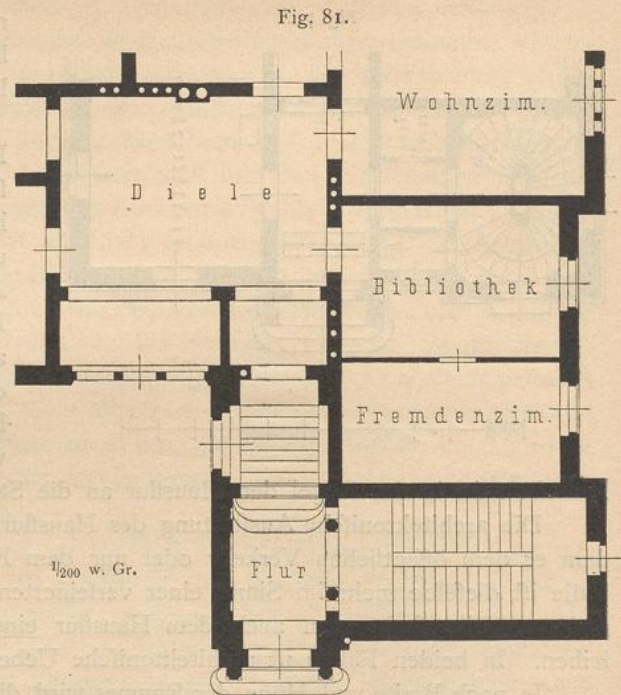 Fig. 81.
Wohnzim.
Diele
Bibliothek
Fremdenzim.
1/200 w. Gr.
Flur